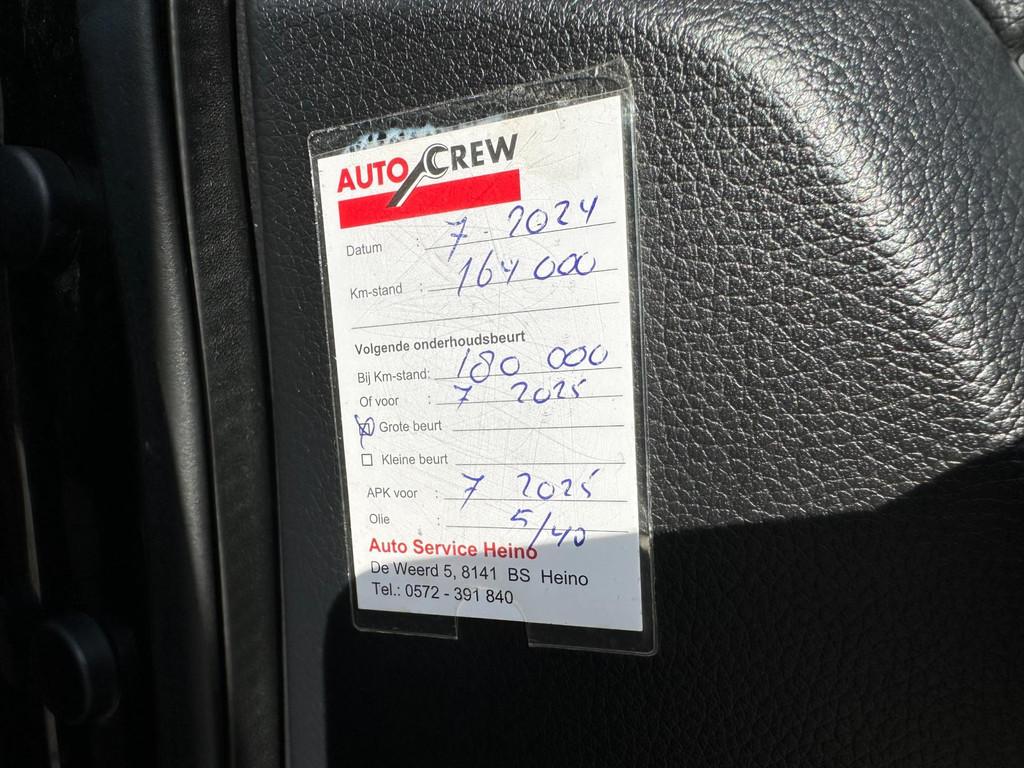 AUTO CREW
Datum : 7 - 2024
Km-stand : 164 000
Volgende onderhoudsbeurt
Bij Km-stand: 180 000
Of voor : 7 2025
☒ Grote beurt
☐ Kleine beurt
APK voor : 7 2025
Olie : 5/40
Auto Service Heino
De Weerd 5, 8141 BS Heino
Tel.: 0572 - 391 840